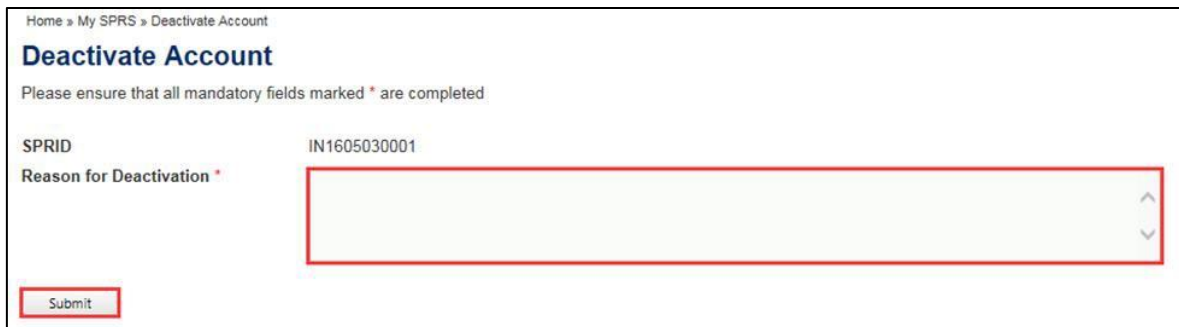 Home » My SPRS » Deactivate Account
Deactivate Account
Please ensure that all mandatory fields marked * are completed
SPRID IN1605030001
Reason for Deactivation *
Submit